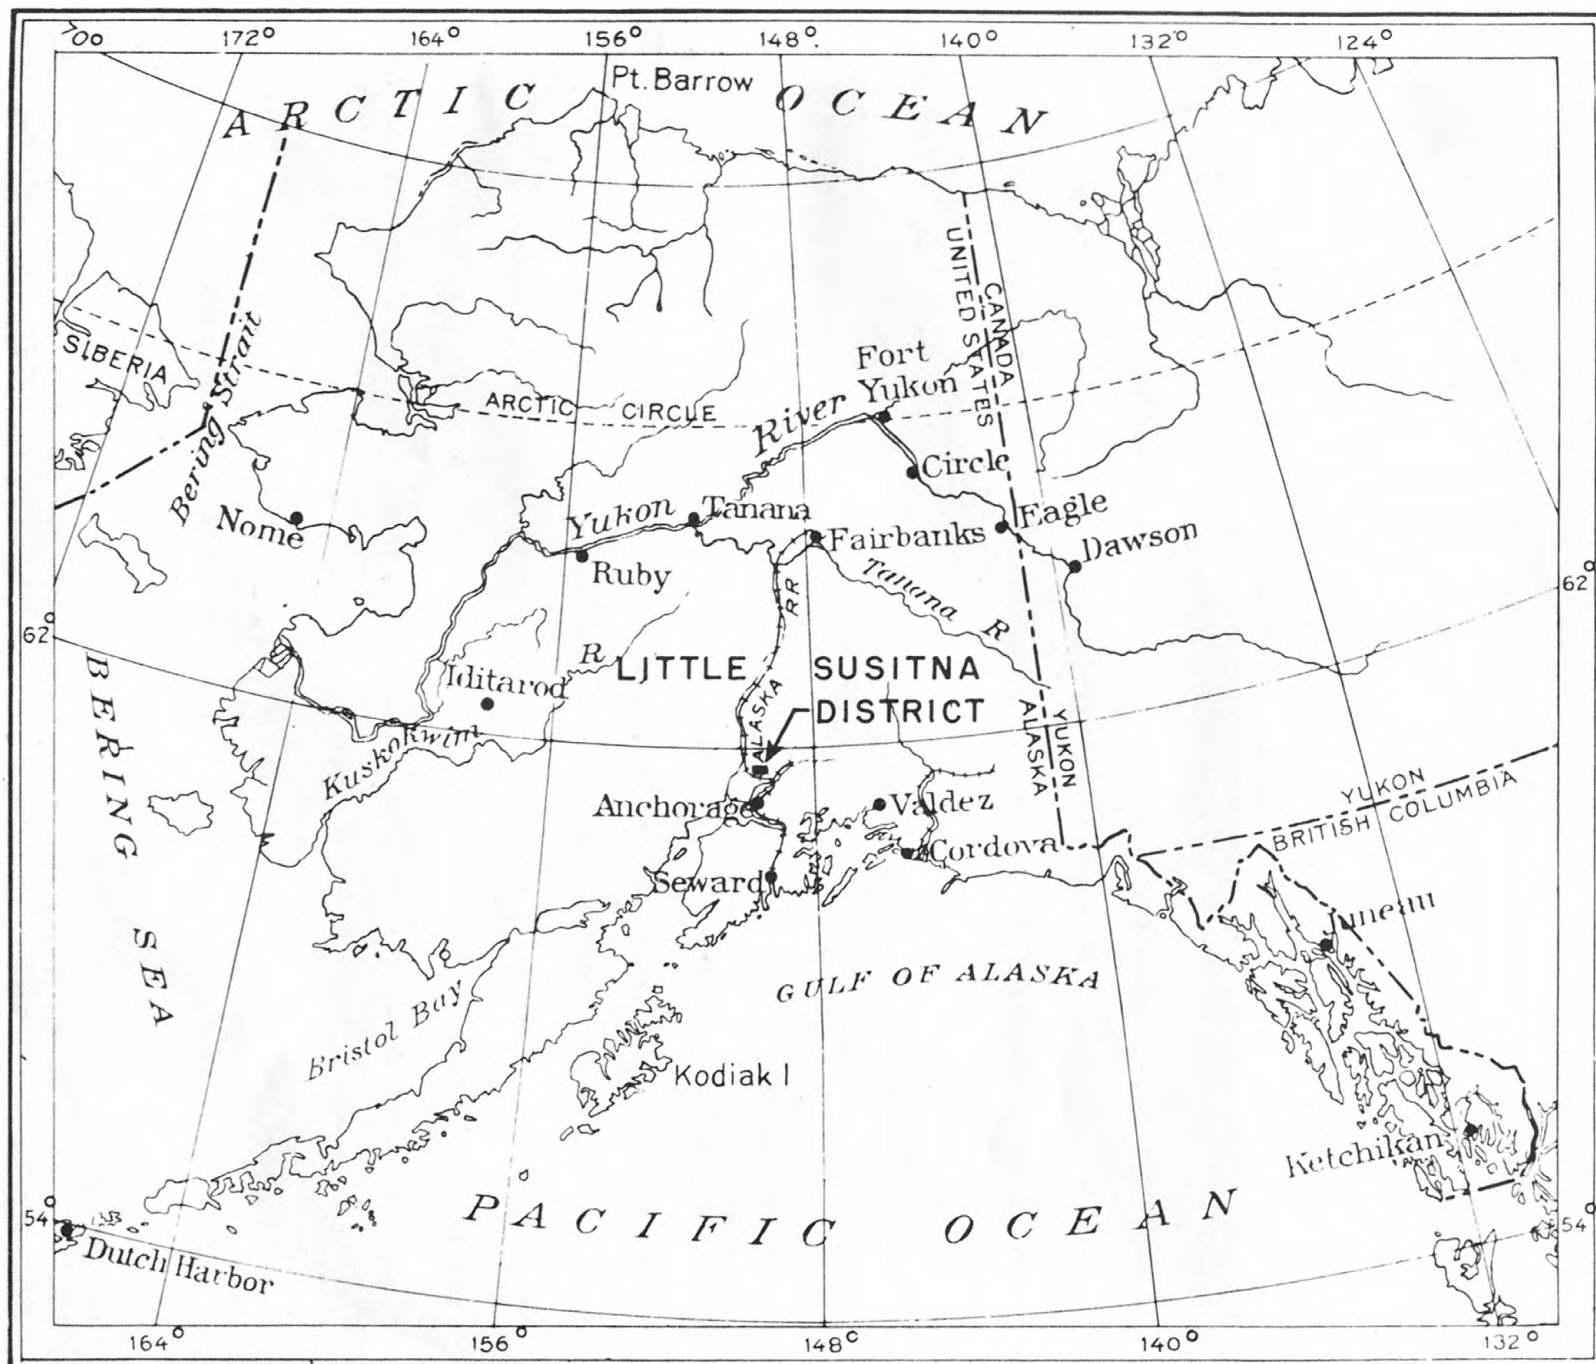 70°
172°
164°
156°
148°
140°
132°
124°
Pt. Barrow
ARCTIC OCEAN
UNITED STATES
CANADA
SIBERIA
Bering Strait
ARCTIC CIRCLE
Fort
Yukon
River
Circle
Yukon
Tanana
Nome
Fairbanks
Eagle
Dawson
Ruby
Tanana R
RR
62°
62°
R
LITTLE SUSITNA
DISTRICT
Iditarod
ALASKA
ALASKA
YUKON
BERING SEA
Kuskokwim
Anchorage
Valdez
YUKON
BRITISH COLUMBIA
Cordova
Seward
Juneau
GULF OF ALASKA
Bristol Bay
Kodiak I
Ketchikan
PACIFIC OCEAN
54°
54°
Dutch Harbor
164°
156°
148°
140°
132°